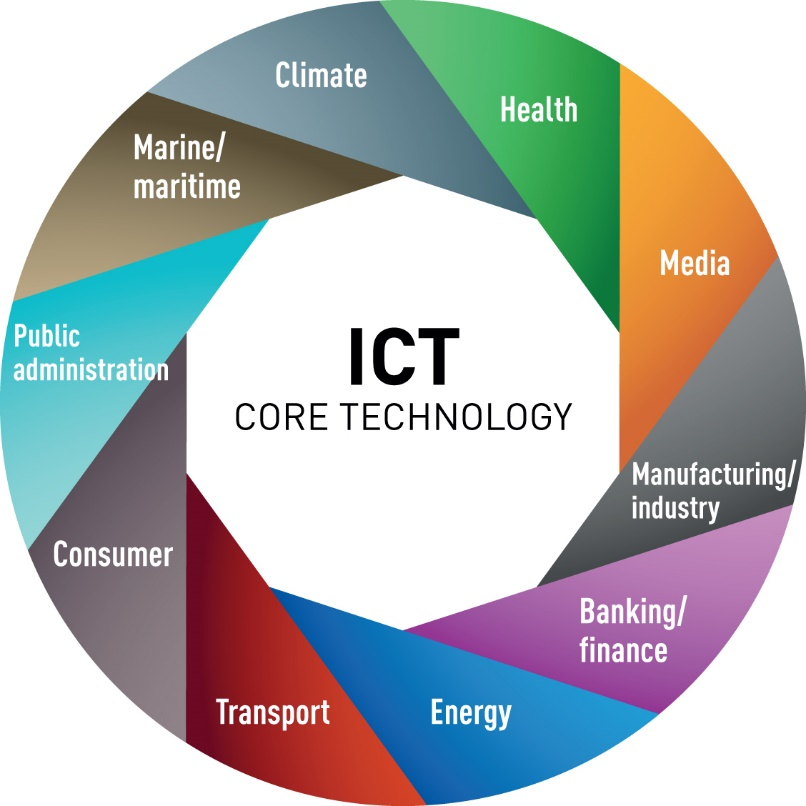 Climate
Health
Marine/
maritime
Media
Public
administration
ICT
CORE TECHNOLOGY
Manufacturing/
industry
Consumer
Banking/
finance
Transport
Energy